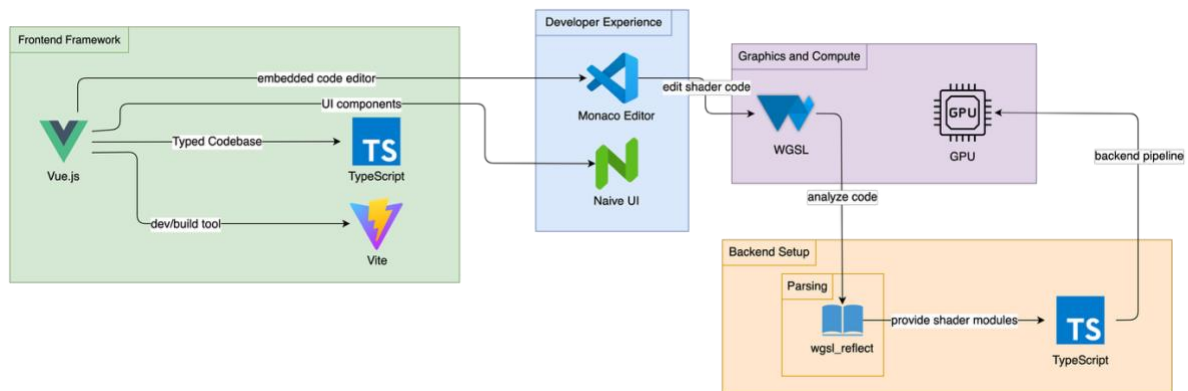 Frontend Framework
embedded code editor
UI components
Typed Codebase
Vue.js
TS
TypeScript
dev/build tool
Vite
Developer Experience
Monaco Editor
Naive UI
edit shader code
Graphics and Compute
WGSL
GPU
GPU
analyze code
backend pipeline
Backend Setup
Parsing
wgsl_reflect
provide shader modules
TS
TypeScript